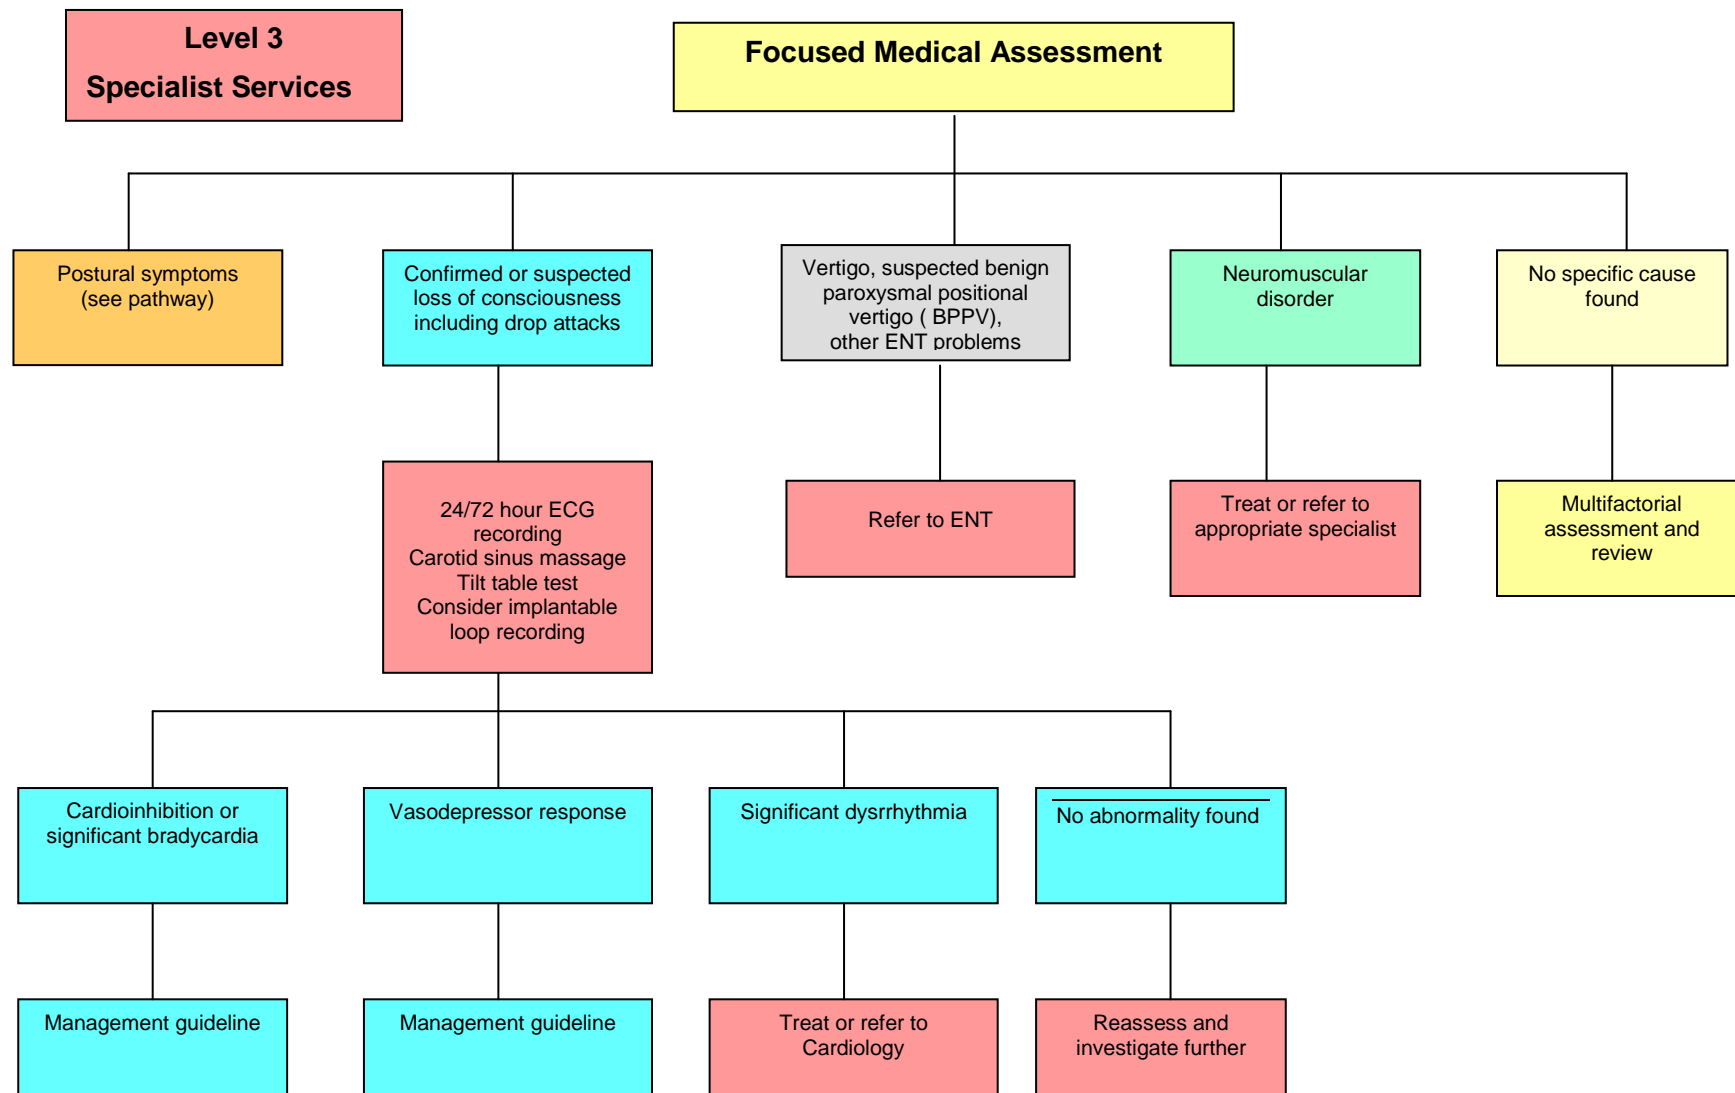 Level 3
Specialist Services
Focused Medical Assessment
Postural symptoms
(see pathway)
Confirmed or suspected
loss of consciousness
including drop attacks
Vertigo, suspected benign
paroxysmal positional
vertigo ( BPPV),
other ENT problems
Neuromuscular
disorder
No specific cause
found
24/72 hour ECG
recording
Carotid sinus massage
Tilt table test
Consider implantable
loop recording
Refer to ENT
Treat or refer to
appropriate specialist
Multifactorial
assessment and
review
Cardioinhibition or
significant bradycardia
Vasodepressor response
Significant dysrrhythmia
No abnormality found
Management guideline
Management guideline
Treat or refer to
Cardiology
Reassess and
investigate further